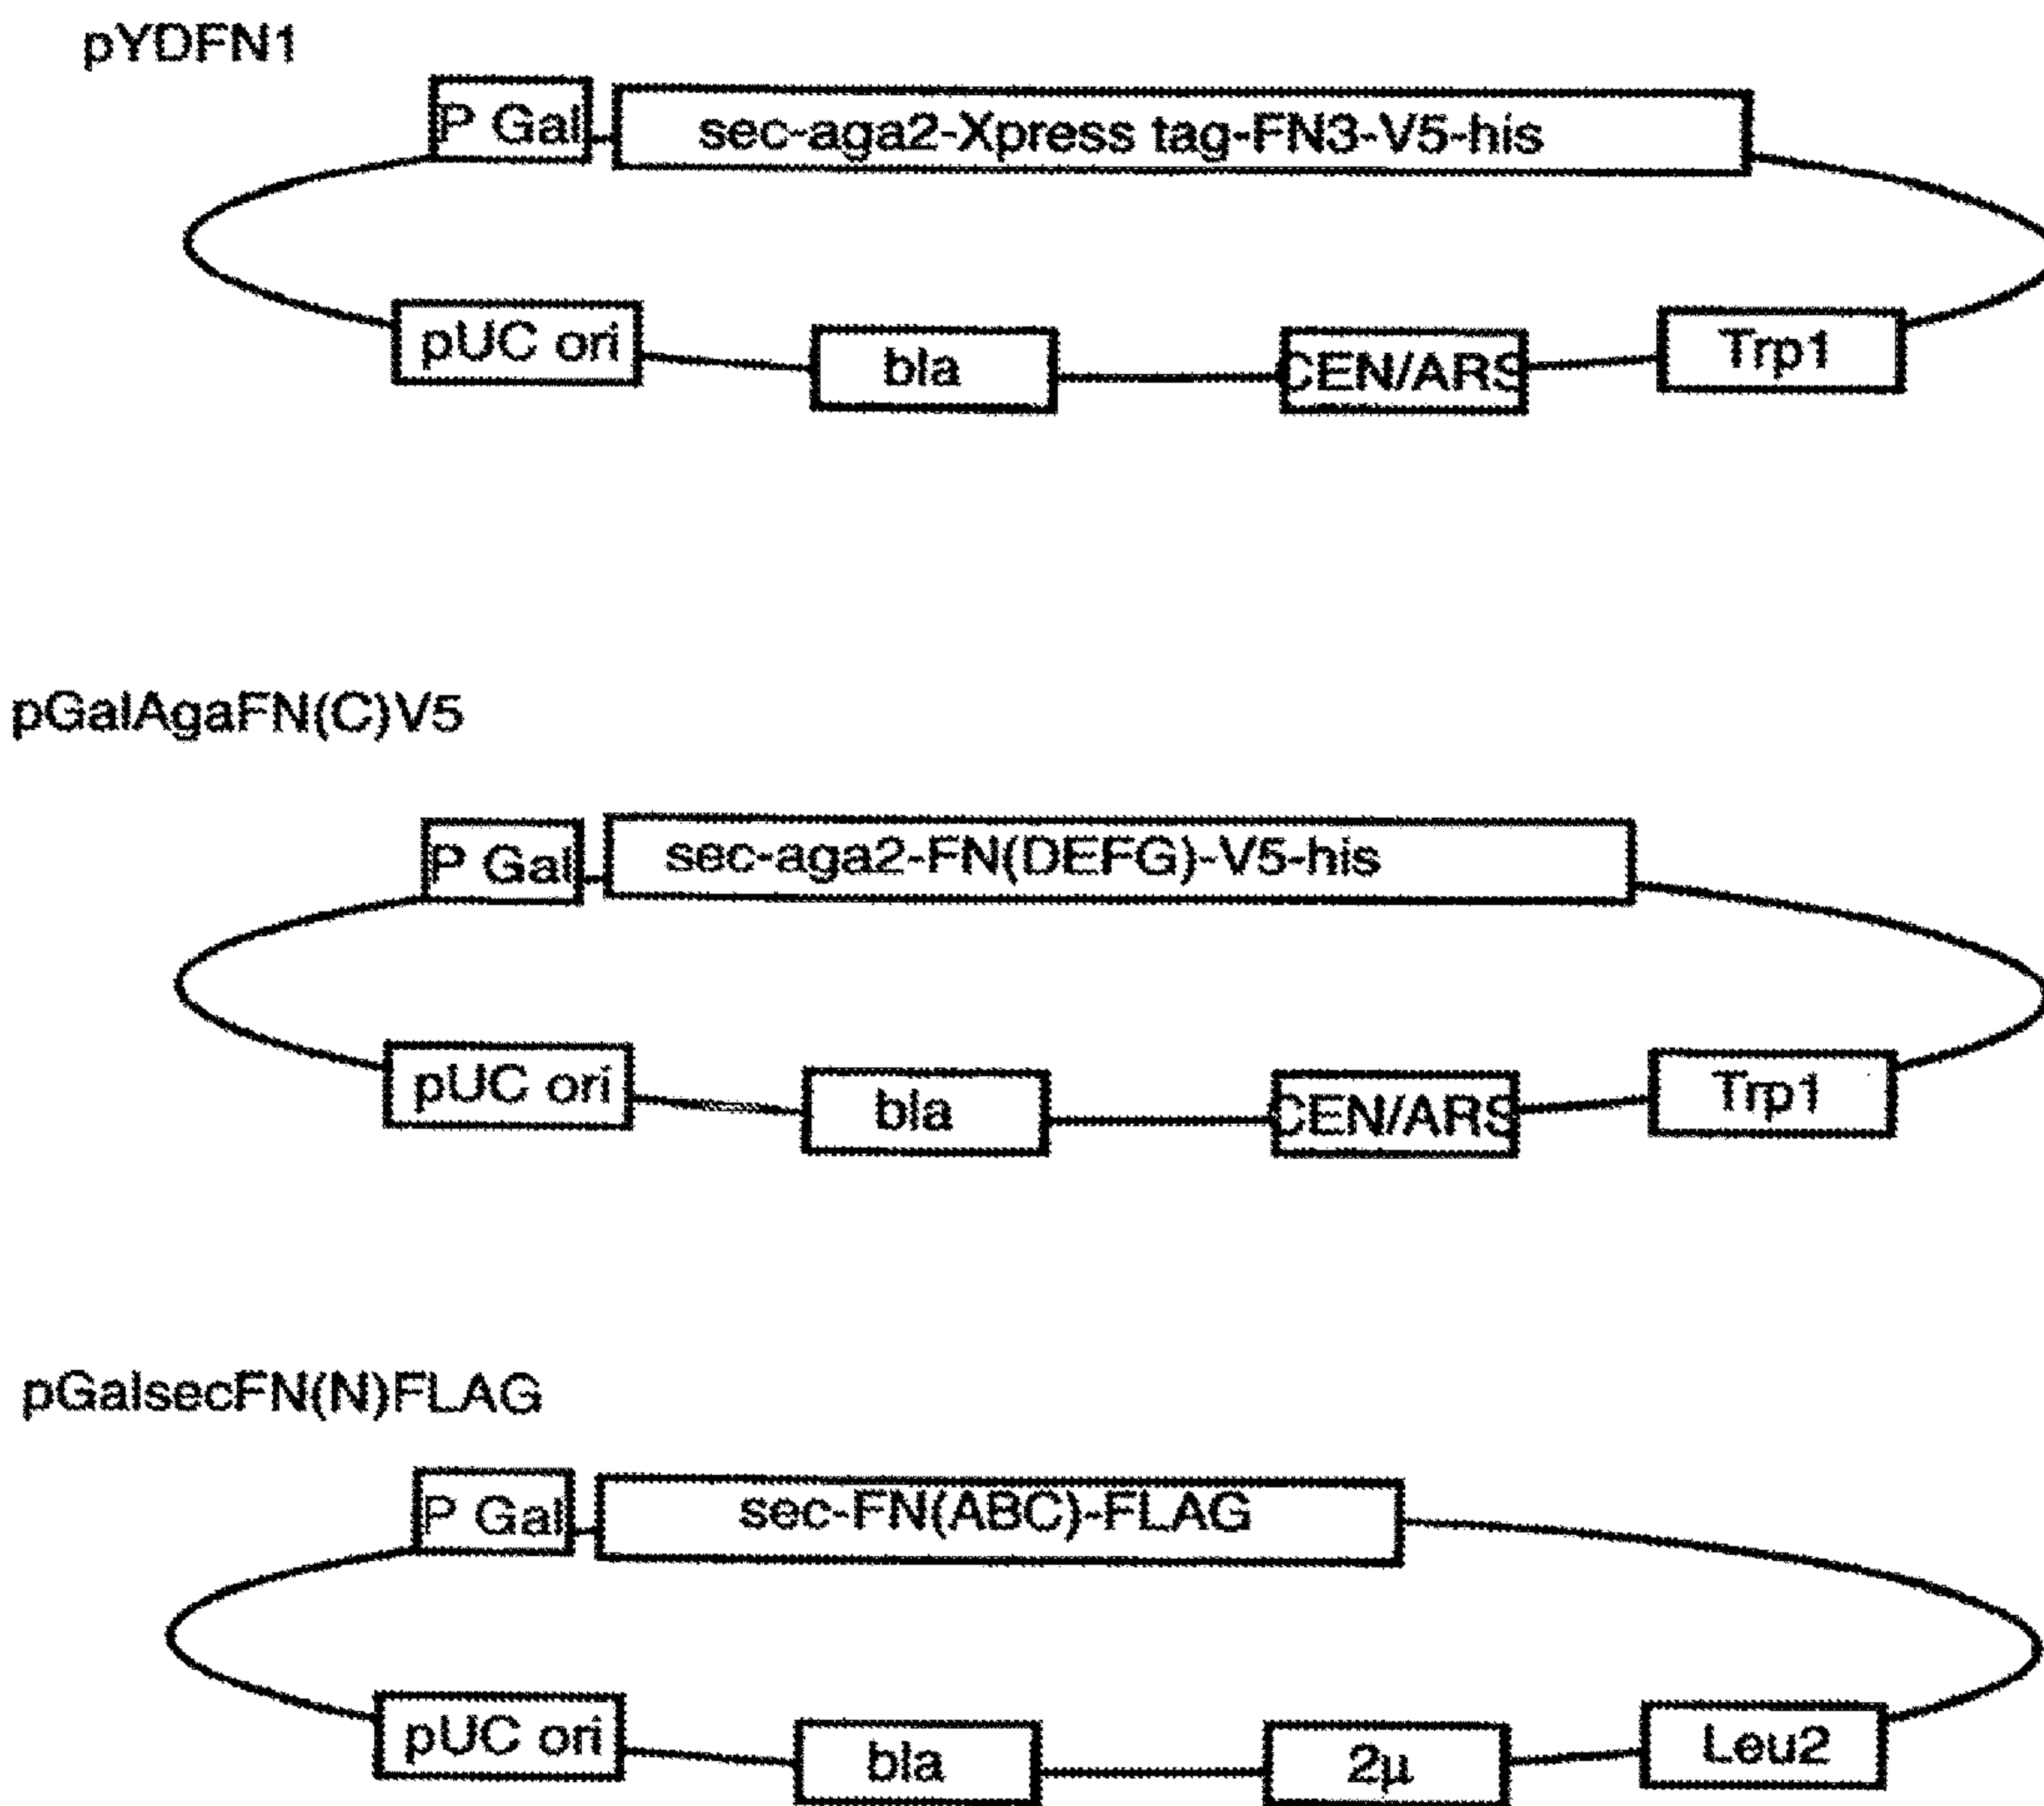 pYDFN1
P Gal
sec-aga2-Xpress tag-FN3-V5-his
pUC ori
bla
CEN/ARS
Trp1
pGalAgaFN(C)V5
P Gal
sec-aga2-FN(DEFG)-V5-his
pUC ori
bla
CEN/ARS
Trp1
pGalsecFN(N)FLAG
P Gal
sec-FN(ABC)-FLAG
pUC ori
bla
2μ
Leu2